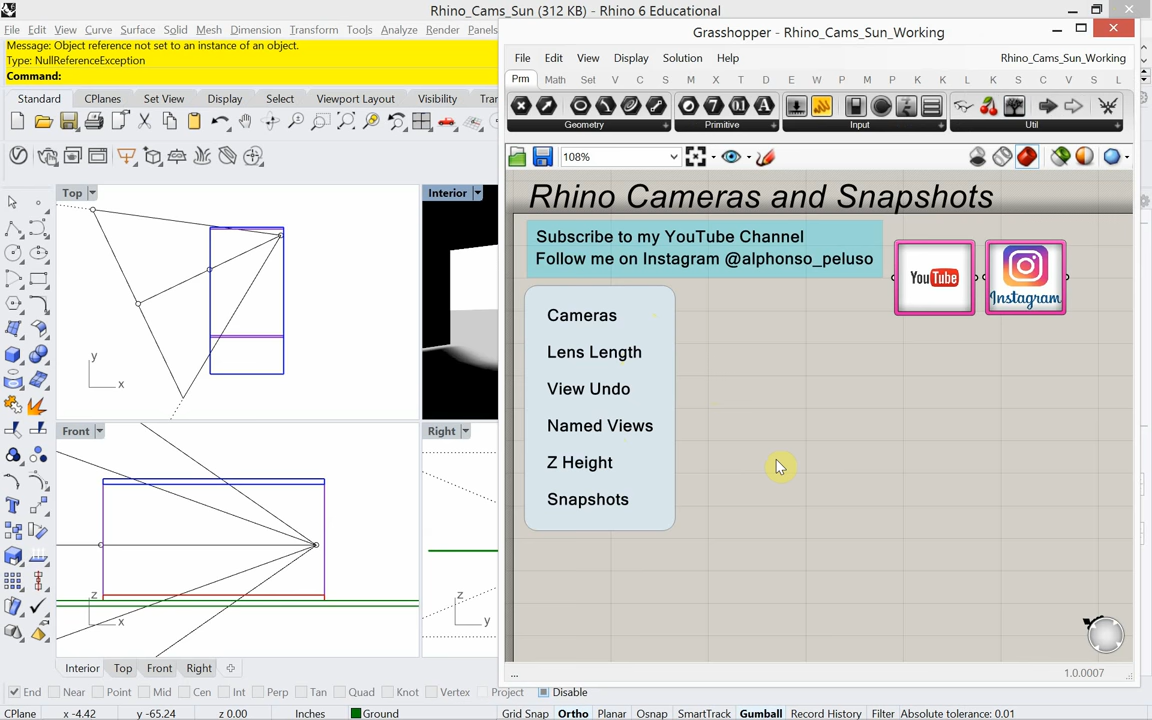 Rhino_Cams_Sun (312 KB) - Rhino 6 Educational
File Edit View Curve Surface Solid Mesh Dimension Transform Tools Analyze Render Panels
Message: Object reference not set to an instance of an object.
Type: NullReferenceException
Command:
Standard CPlanes Set View Display Select Viewport Layout Visibility Tran
Top
Interior
y
x
Front
Right
z
x
z
y
Interior Top Front Right
End Near Point Mid Cen Int Perp Tan Quad Knot Vertex Project Disable
CPlane x -4.42 y -65.24 z 0.00 Inches Ground Grid Snap Ortho Planar Osnap SmartTrack Gumball Record History Filter Absolute tolerance: 0.01
Grasshopper - Rhino_Cams_Sun_Working
File Edit View Display Solution Help Rhino_Cams_Sun_Working
Prm Math Set V C S M X T D E W P M P K L K L S C V S L
Geometry Primitive Input Util
108%
Rhino Cameras and Snapshots
Subscribe to my YouTube Channel
Follow me on Instagram @alphonso_peluso
YouTube
Instagram
Cameras
Lens Length
View Undo
Named Views
Z Height
Snapshots
...
1.0.0007